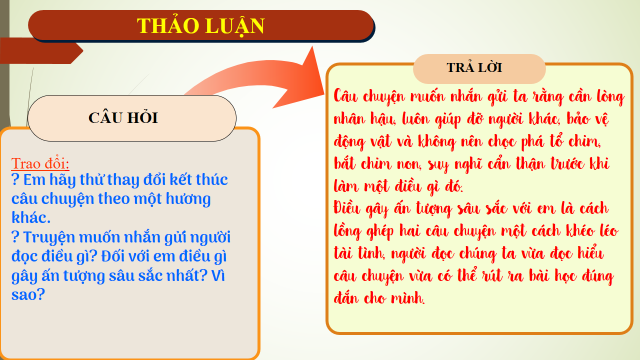 THẢO LUẬN
CÂU HỎI
Trao đổi:
? Em hãy thử thay đổi kết thúc
câu chuyện theo một hướng
khác.
? Truyện muốn nhắn gửi người
đọc điều gì? Đối với em điều gì
gây ấn tượng sâu sắc nhất? Vì
sao?
TRẢ LỜI
Câu chuyện muốn nhắn gửi ta rằng cần lòng
nhân hậu, luôn giúp đỡ người khác, bảo vệ
động vật và không nên chọc phá tổ chim,
bắt chim non, suy nghĩ cẩn thận trước khi
làm một điều gì đó.
Điều gây ấn tượng sâu sắc với em là cách
lồng ghép hai câu chuyện một cách khéo léo
tài tình, người đọc chúng ta vừa đọc hiểu
câu chuyện vừa có thể rút ra bài học đúng
đắn cho mình.